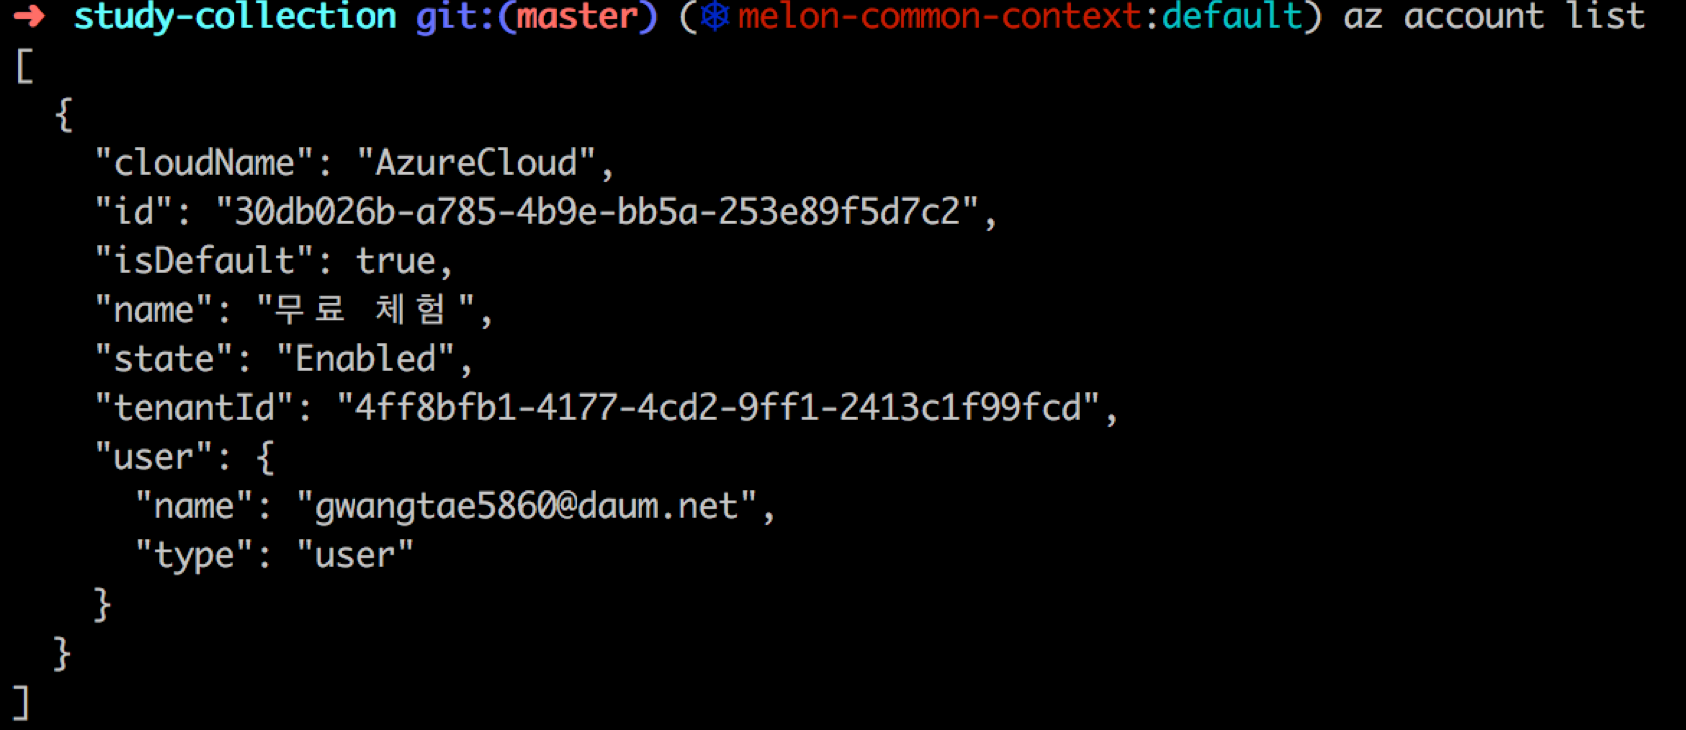 ➜ study-collection git:(master) (⎈ melon-common-context:default) az account list
[
  {
    "cloudName": "AzureCloud",
    "id": "30db026b-a785-4b9e-bb5a-253e89f5d7c2",
    "isDefault": true,
    "name": "무료 체험",
    "state": "Enabled",
    "tenantId": "4ff8bfb1-4177-4cd2-9ff1-2413c1f99fcd",
    "user": {
      "name": "gwangtae5860@daum.net",
      "type": "user"
    }
  }
]